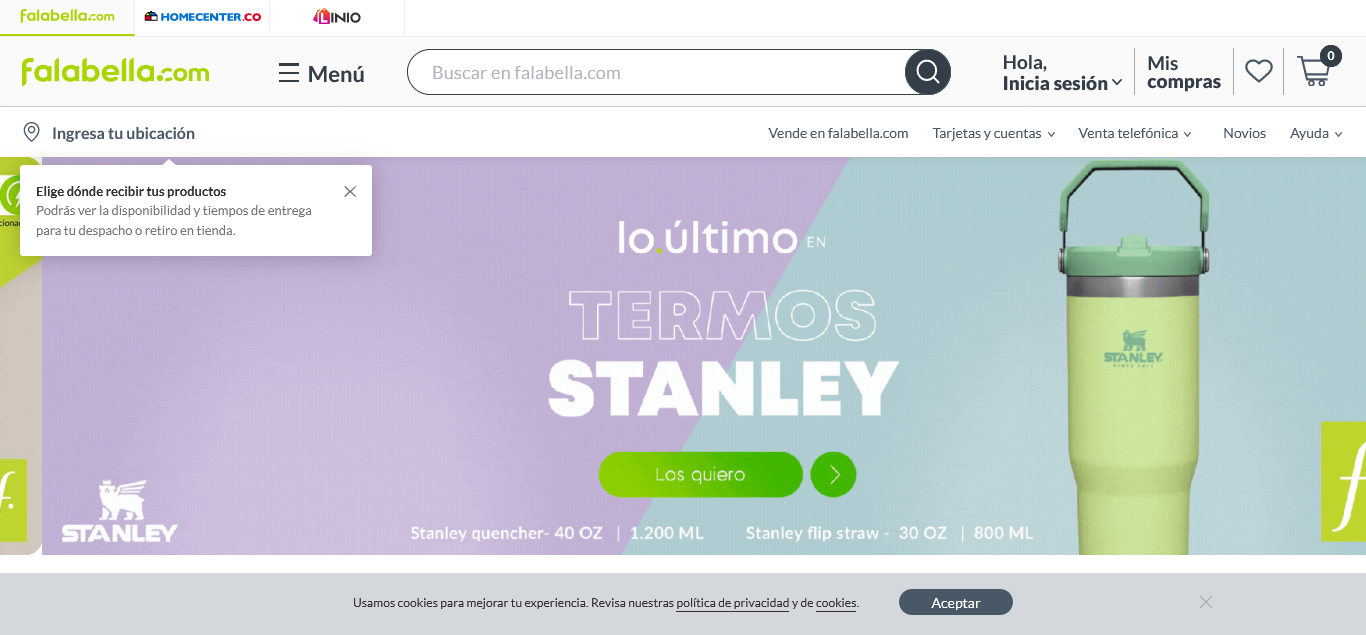 falabella.com
HOMECENTER.CO
LINIO
falabella.com
Menú
Buscar en falabella.com
Hola,
Inicia sesión
Mis
compras
0
Ingresa tu ubicación
Vende en falabella.com
Tarjetas y cuentas
Venta telefónica
Novios
Ayuda
Elige dónde recibir tus productos
Podrás ver la disponibilidad y tiempos de entrega
para tu despacho o retiro en tienda.
lo.último EN
TERMOS
STANLEY
Los quiero
STANLEY
SINCE 1913
STANLEY
Stanley quencher- 40 OZ | 1.200 ML
Stanley flip straw - 30 OZ | 800 ML
f.
f
Usamos cookies para mejorar tu experiencia. Revisa nuestras política de privacidad y de cookies.
Aceptar